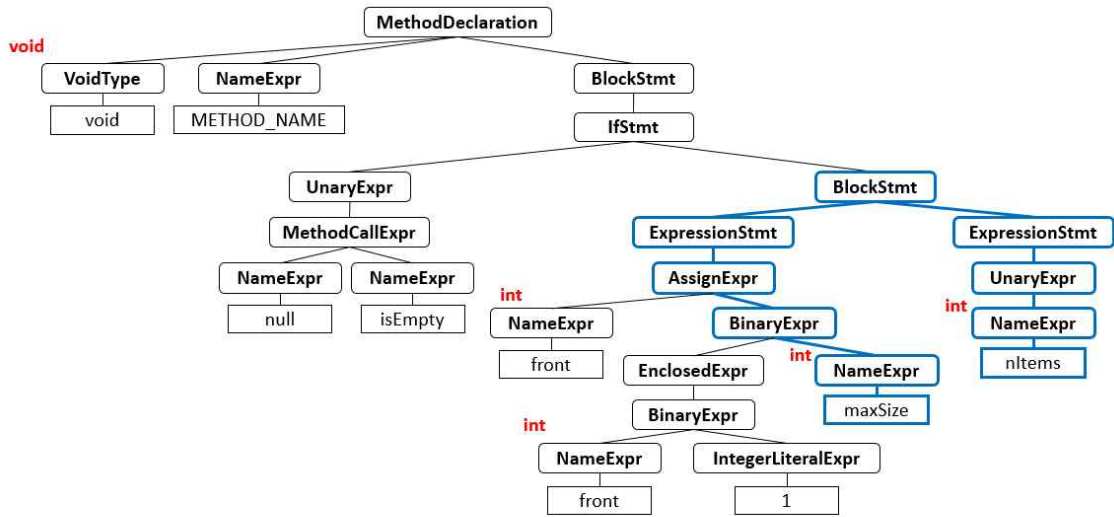 MethodDeclaration
void
VoidType NameExpr BlockStmt
void METHOD_NAME
IfStmt
UnaryExpr BlockStmt
MethodCallExpr ExpressionStmt ExpressionStmt
NameExpr NameExpr AssignExpr UnaryExpr
int int
null isEmpty NameExpr BinaryExpr NameExpr
front int nItems
EnclosedExpr NameExpr
BinaryExpr maxSize
int
NameExpr IntegerLiteralExpr
front 1